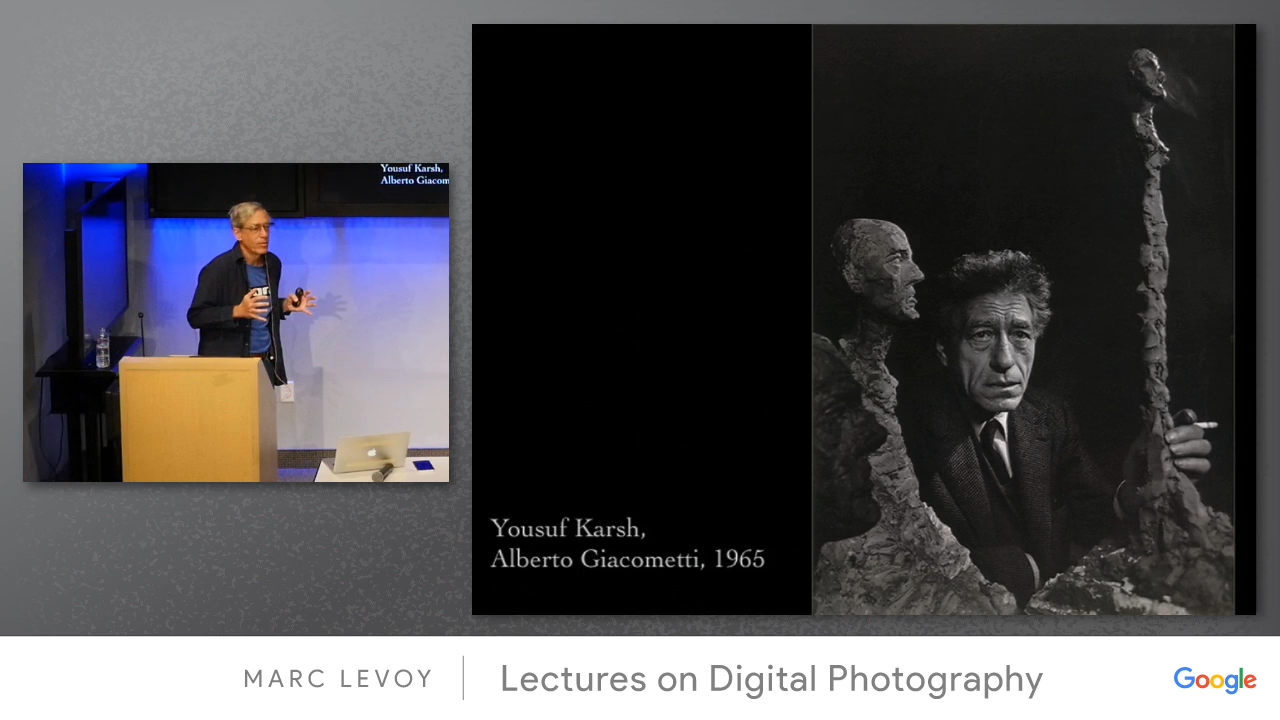 Yousuf Karsh,
Alberto Giacom
Yousuf Karsh,
Alberto Giacometti, 1965
MARC LEVOY
Lectures on Digital Photography
Google